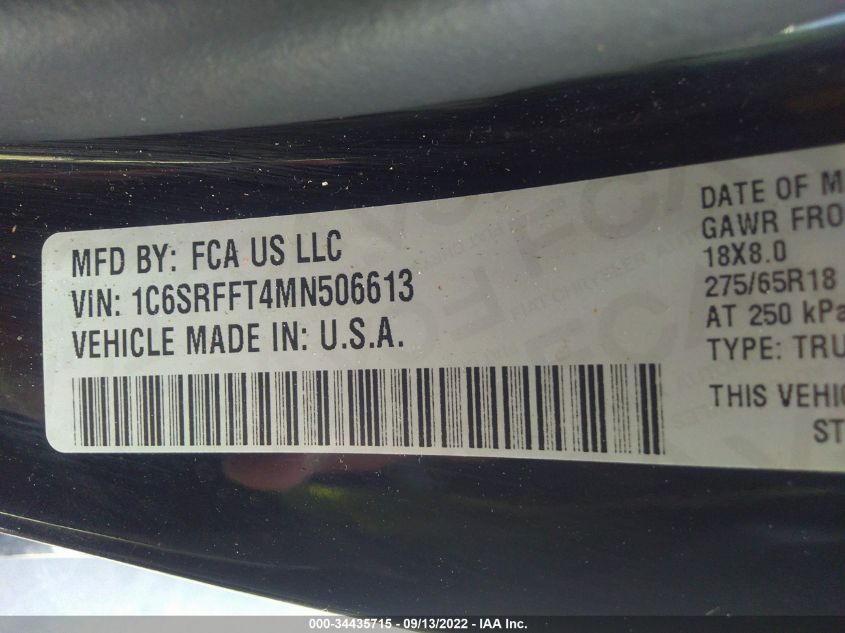 MFD BY: FCA US LLC
VIN: 1C6SRFFT4MN506613
VEHICLE MADE IN: U.S.A.
DATE OF M
GAWR FRO
18X8.0
275/65R18
AT 250 kPa
TYPE: TRU
THIS VEHIC
ST
000-34435715 - 09/13/2022 - IAA Inc.